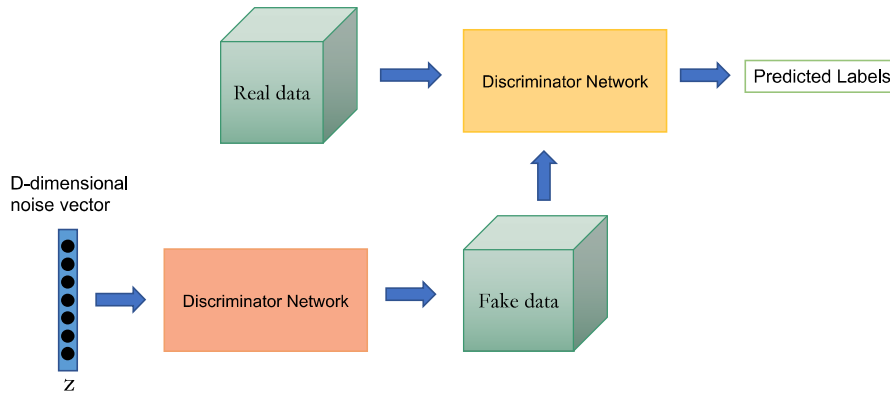 Real data
Discriminator Network
Predicted Labels
D-dimensional
noise vector
Discriminator Network
Fake data
z